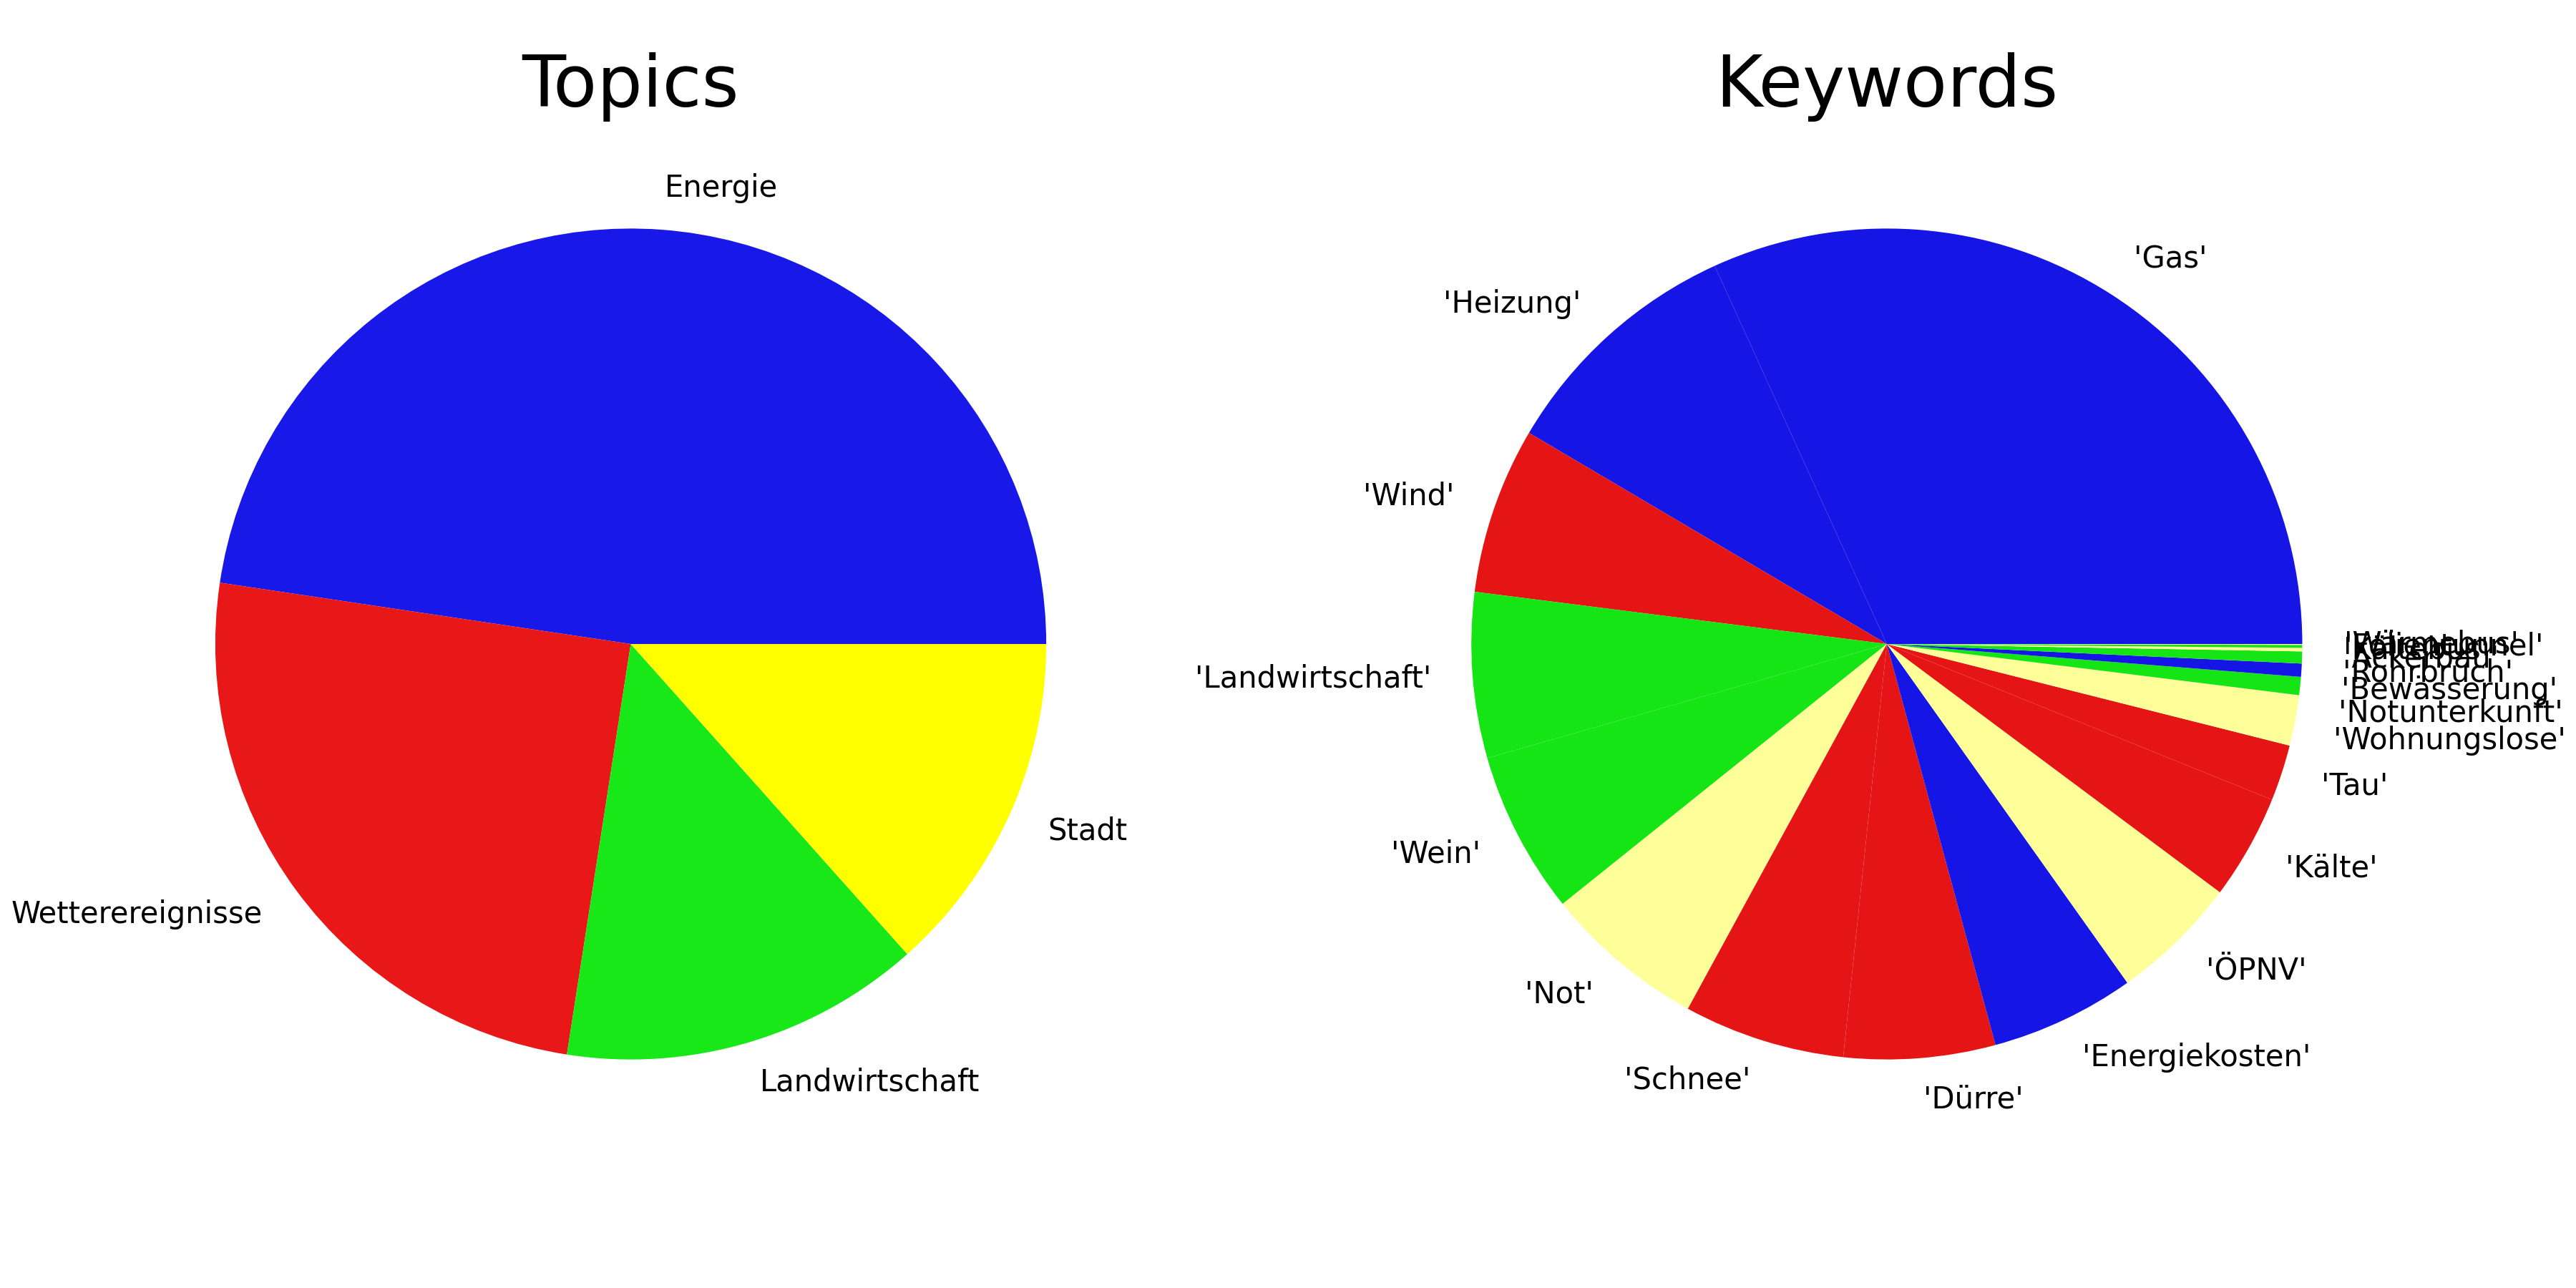 Topics
Energie
Wetterereignisse
Landwirtschaft
Stadt
Keywords
'Gas'
'Heizung'
'Wind'
'Landwirtschaft'
'Wein'
'Not'
'Schnee'
'Dürre'
'Energiekosten'
'ÖPNV'
'Kälte'
'Tau'
'Wohnungslose'
'Notunterkunft'
'Bewässerung'
'Rohrbruch'
'Ackerbau'